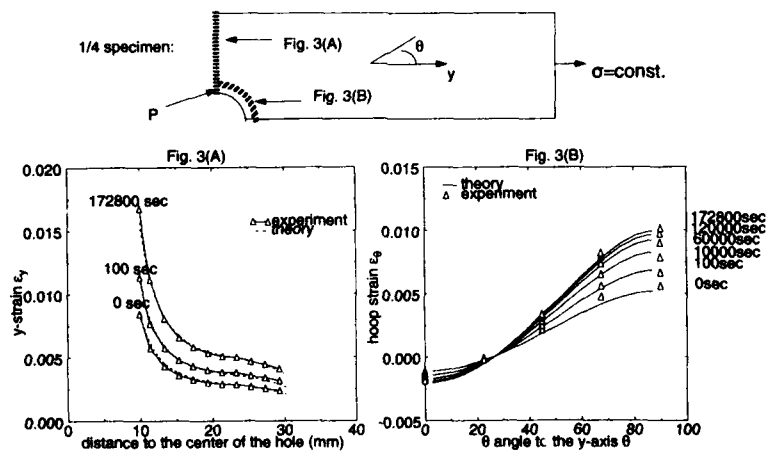 1/4 specimen:
Fig. 3(A)
θ
y
σ=const.
Fig. 3(B)
P
Fig. 3(A)
0.020
0.015
0.010
0.005
0.000
y-strain εy
172800 sec
100 sec
0 sec
experiment
theory
0 10 20 30 40
distance to the center of the hole (mm)
Fig. 3(B)
0.015
0.010
0.005
0.000
-0.005
hoop strain εθ
theory
experiment
172800sec
120000sec
60000sec
10000sec
100sec
0sec
0 20 40 60 80 100
θ angle to the y-axis θ